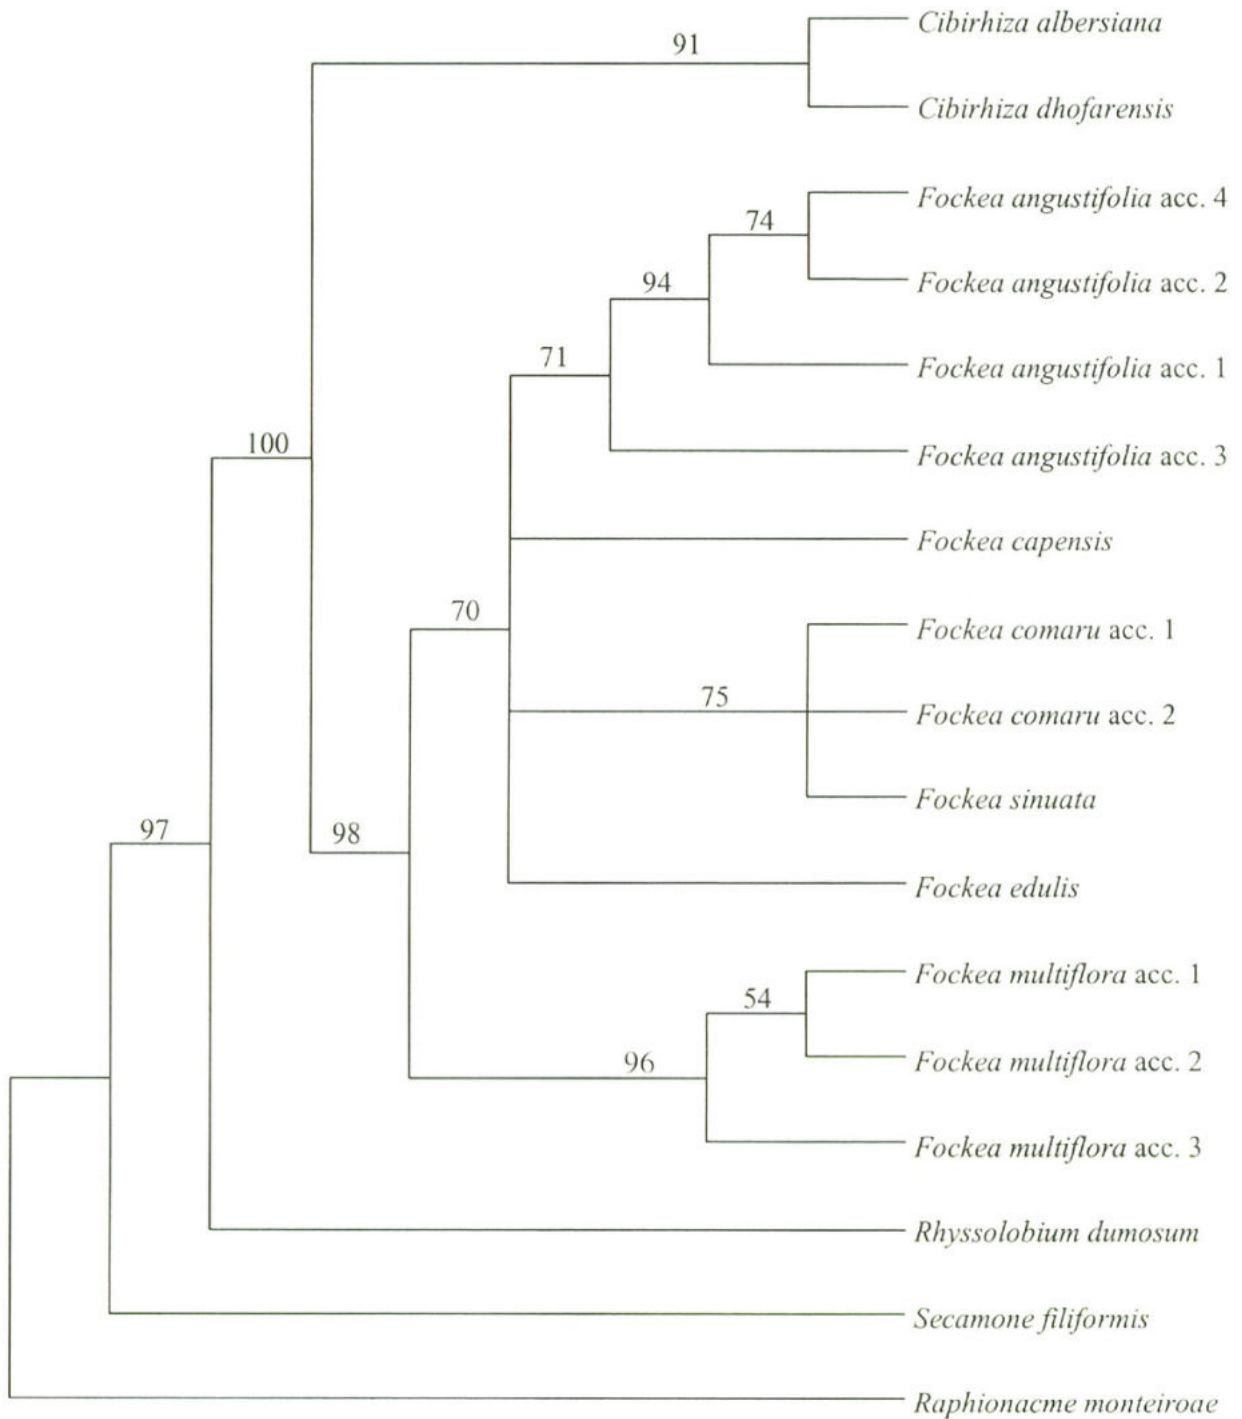 91
Cibirhiza albersiana
Cibirhiza dhofarensis
Fockea angustifolia acc. 4
74
Fockea angustifolia acc. 2
94
Fockea angustifolia acc. 1
71
Fockea angustifolia acc. 3
100
Fockea capensis
70
Fockea comaru acc. 1
75
Fockea comaru acc. 2
Fockea sinuata
97
98
Fockea edulis
Fockea multiflora acc. 1
54
Fockea multiflora acc. 2
96
Fockea multiflora acc. 3
Rhyssolobium dumosum
Secamone filiformis
Raphionacme monteiroae